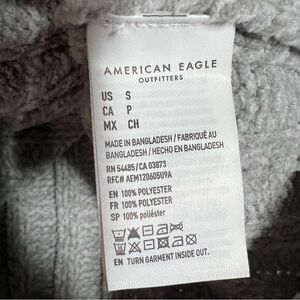 AMERICAN EAGLE
OUTFITTERS
US S
CA P
MX CH
MADE IN BANGLADESH / FABRIQUÉ AU
BANGLADESH / HECHO EN BANGLADESH
RN 54485/CA 03873
RFC# AEM120605U9A
EN 100% POLYESTER
FR 100% POLYESTER
SP 100% poliéster
EN TURN GARMENT INSIDE OUT.